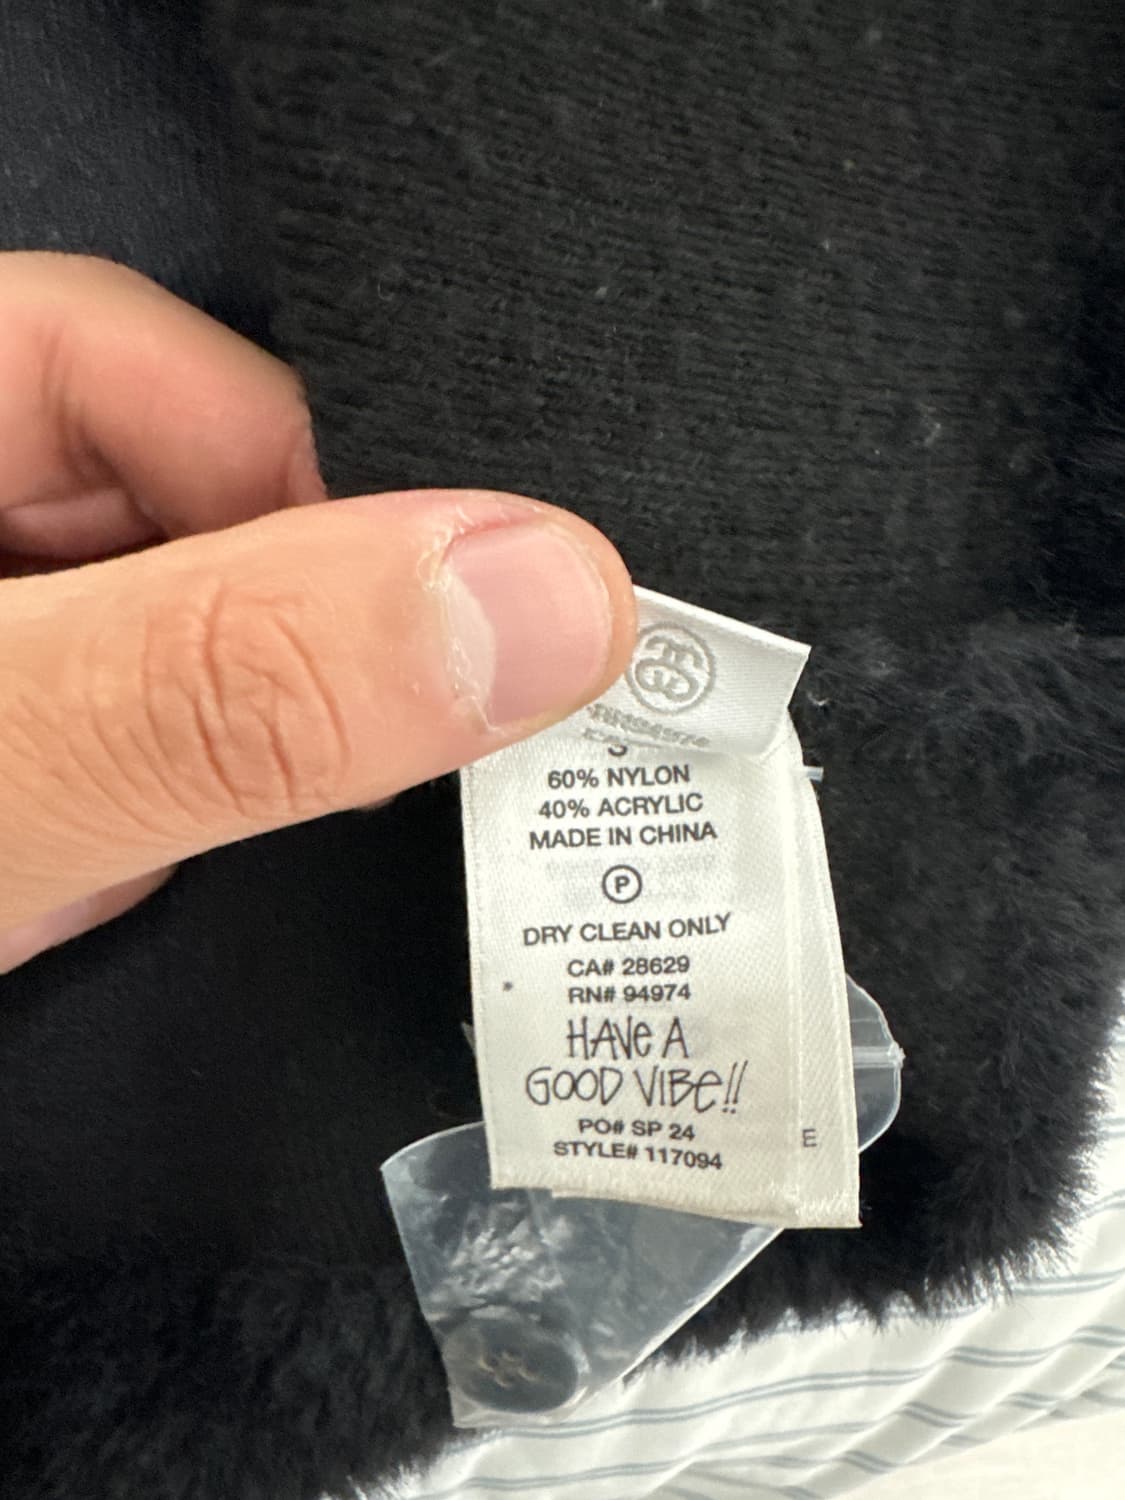 60% NYLON
40% ACRYLIC
MADE IN CHINA
P
DRY CLEAN ONLY
CA# 28629
RN# 94974
*
HAVE A
GOOD VIBE!!
PO# SP 24
STYLE# 117094
E